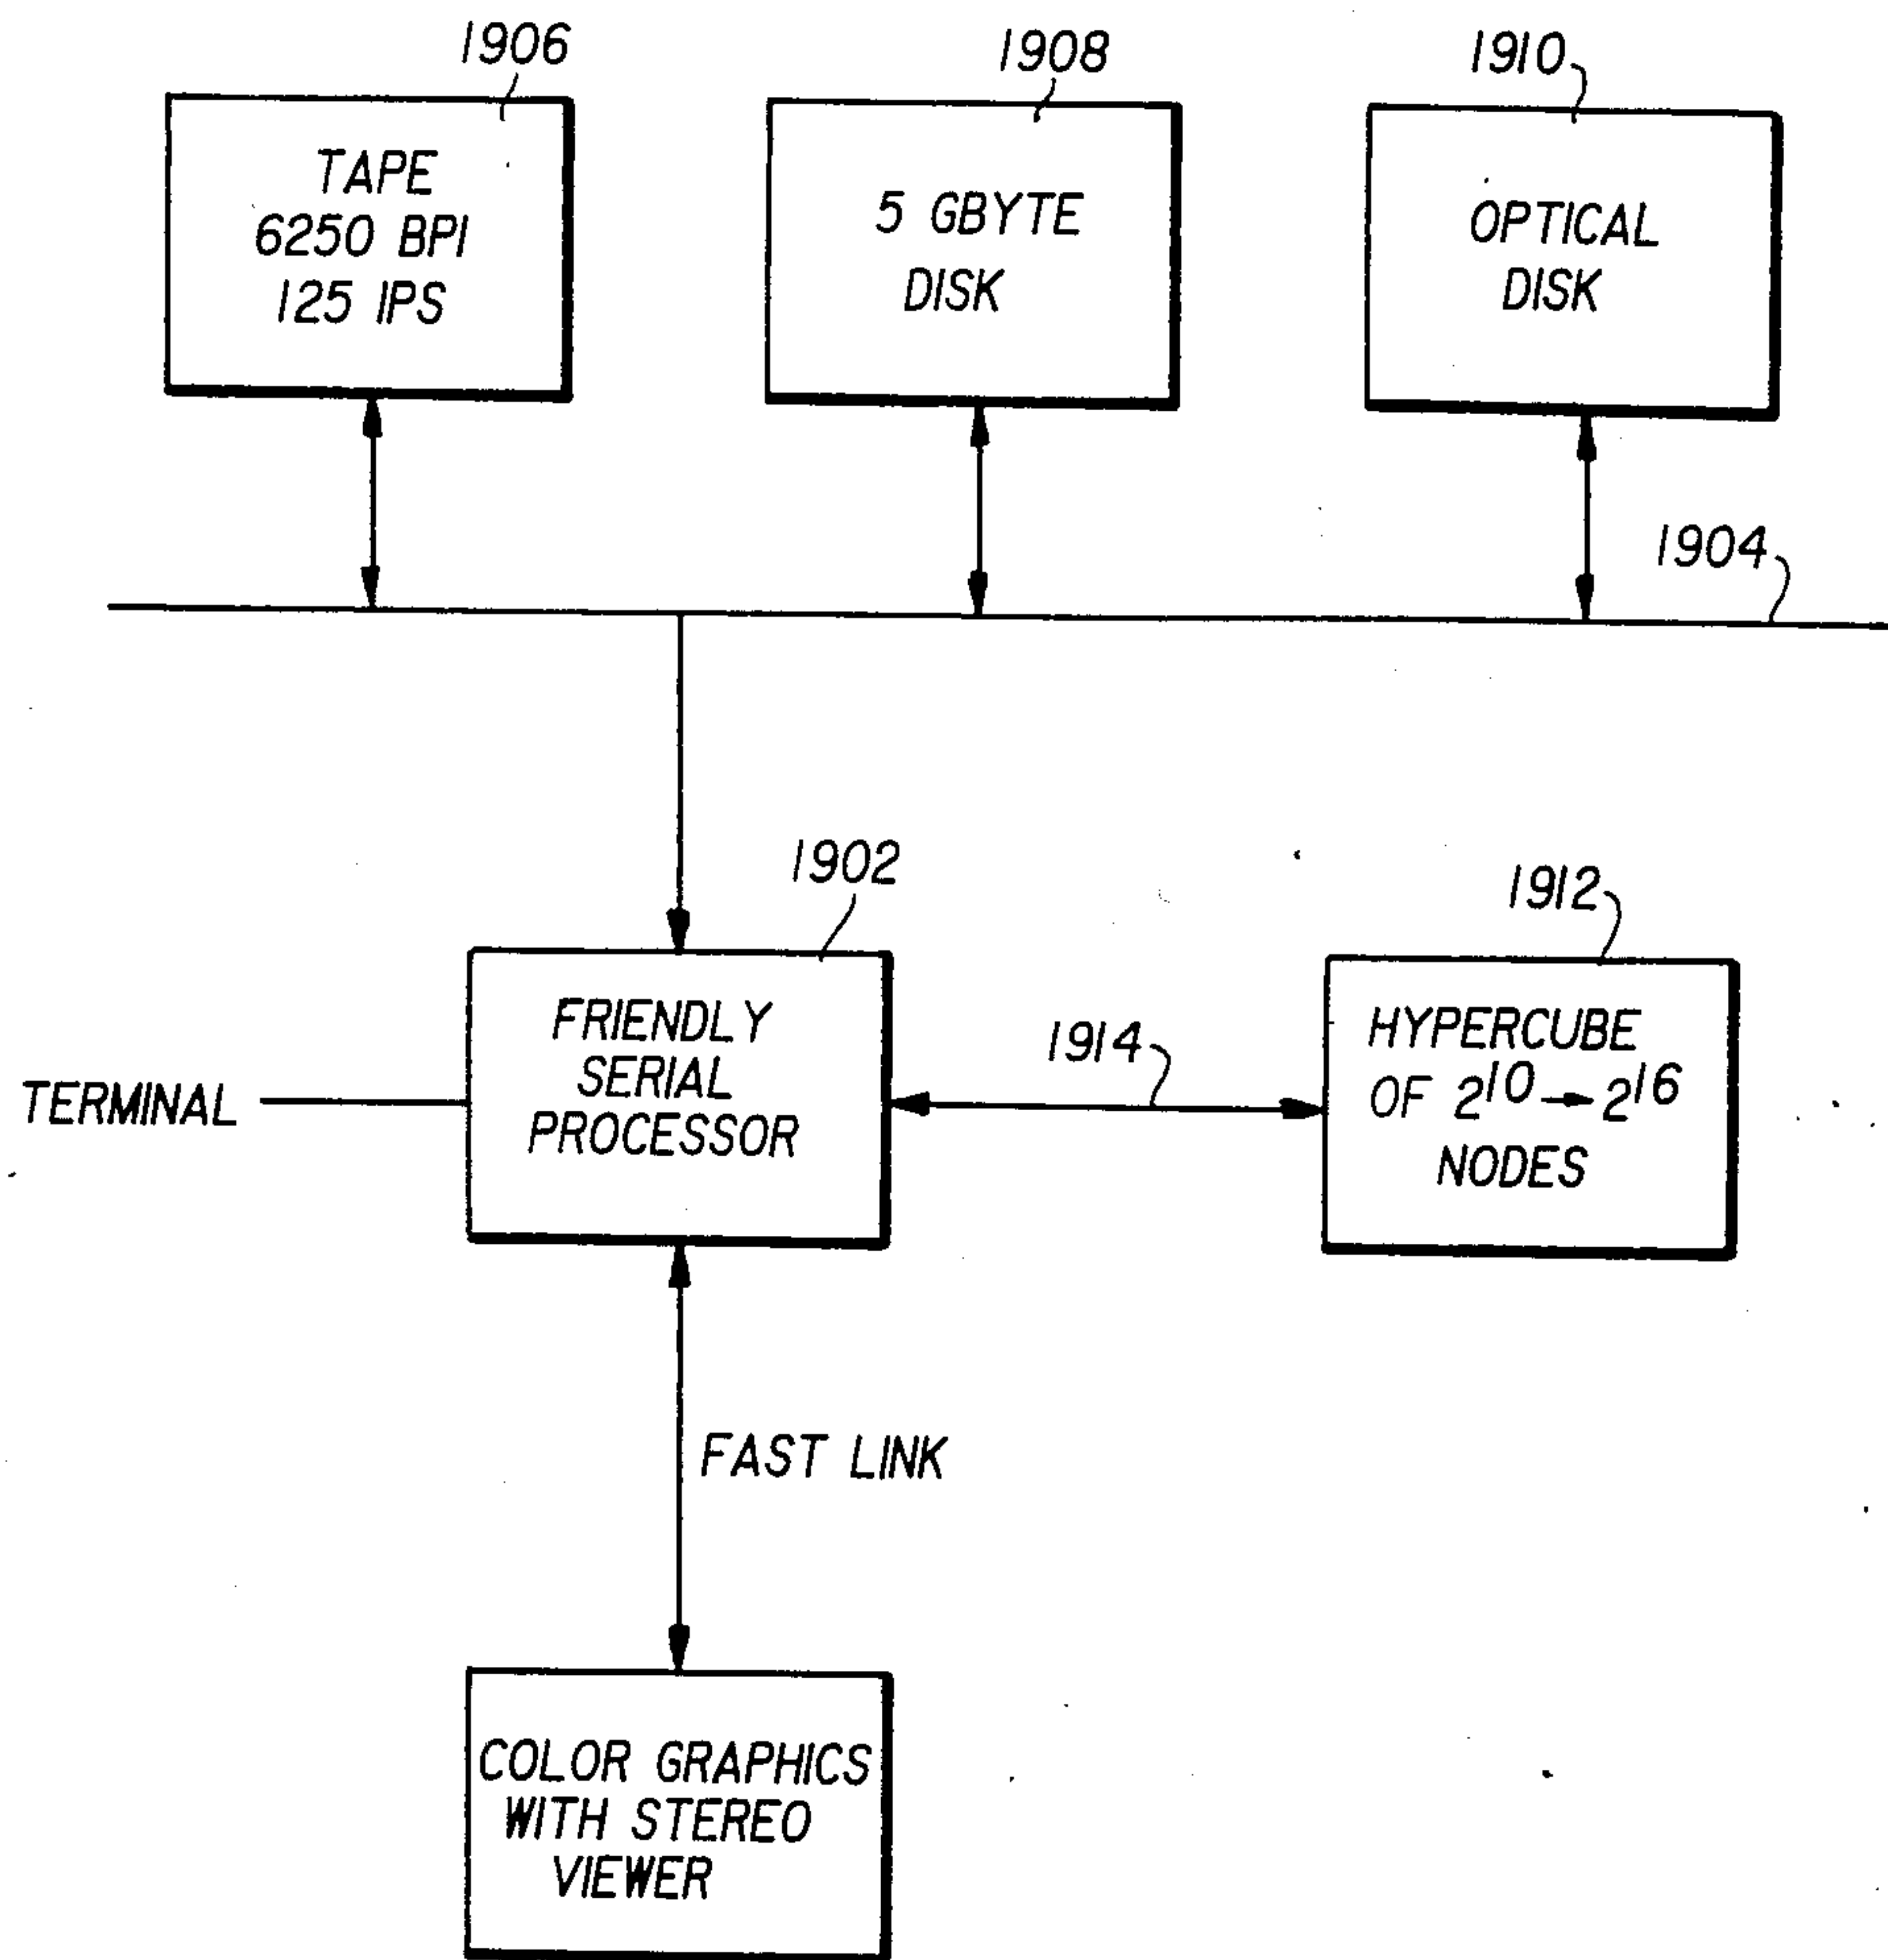 1906
1908
1910
TAPE
6250 BPI
125 IPS
5 GBYTE
DISK
OPTICAL
DISK
1904
1902
1912
FRIENDLY
SERIAL
PROCESSOR
1914
HYPERCUBE
OF 2¹⁰→2¹⁶
NODES
TERMINAL
FAST LINK
COLOR GRAPHICS
WITH STEREO
VIEWER